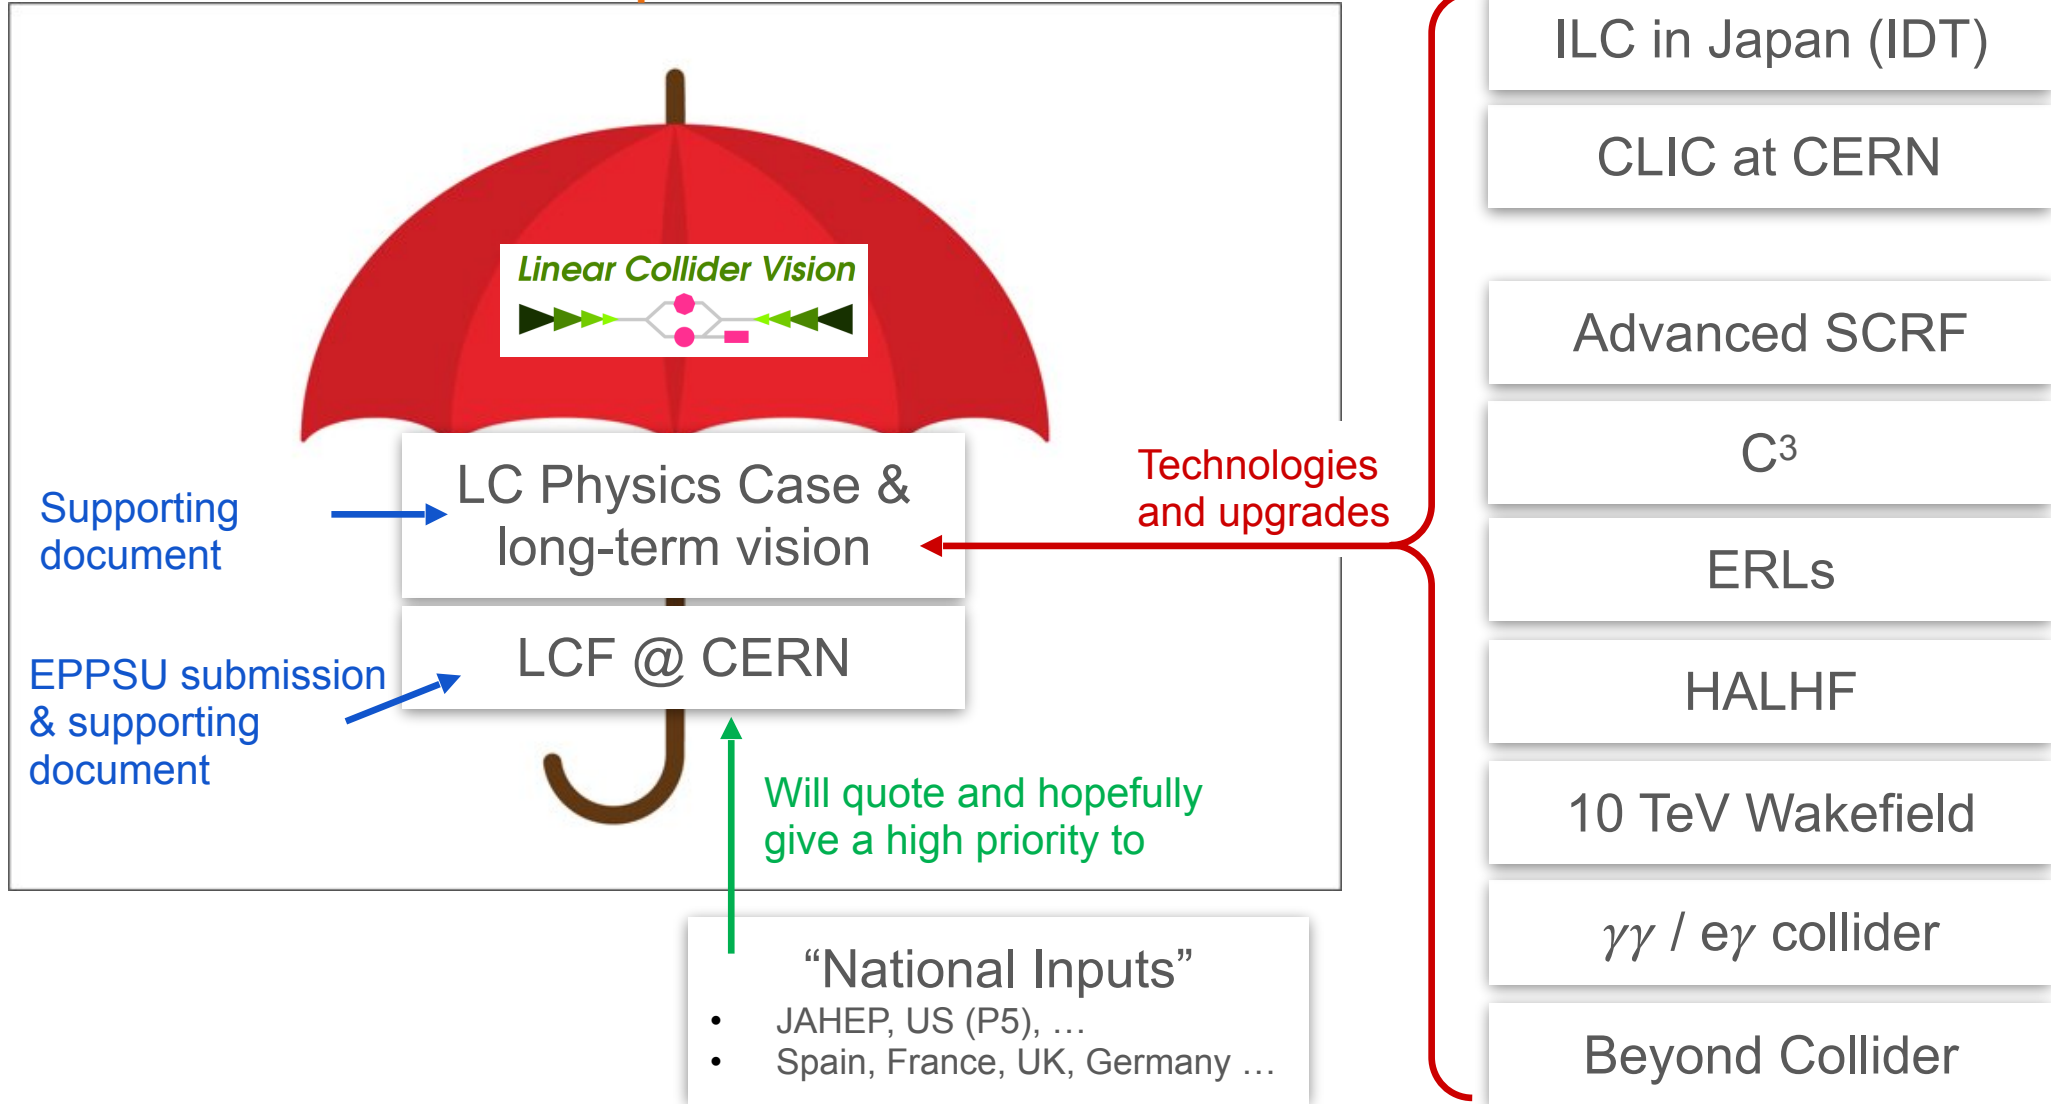 Linear Collider Vision
LC Physics Case &
long-term vision
LCF @ CERN
Supporting
document
EPPSU submission
& supporting
document
Technologies
and upgrades
Will quote and hopefully
give a high priority to
“National Inputs”
• JAHEP, US (P5), …
• Spain, France, UK, Germany …
ILC in Japan (IDT)
CLIC at CERN
Advanced SCRF
C³
ERLs
HALHF
10 TeV Wakefield
γγ / eγ collider
Beyond Collider